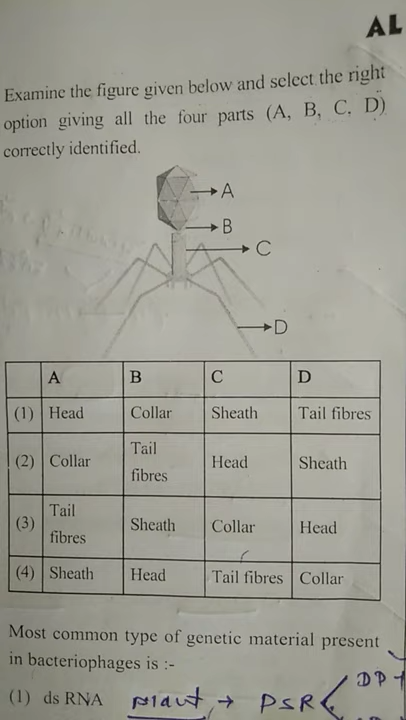 AL
Examine the figure given below and select the right
option giving all the four parts (A, B, C, D)
correctly identified.
A
B
C
D
A B C D
(1) Head Collar Sheath Tail fibres
(2) Collar Tail fibres Head Sheath
(3) Tail fibres Sheath Collar Head
(4) Sheath Head Tail fibres Collar
Most common type of genetic material present
in bacteriophages is :-
(1) ds RNA → PSR <